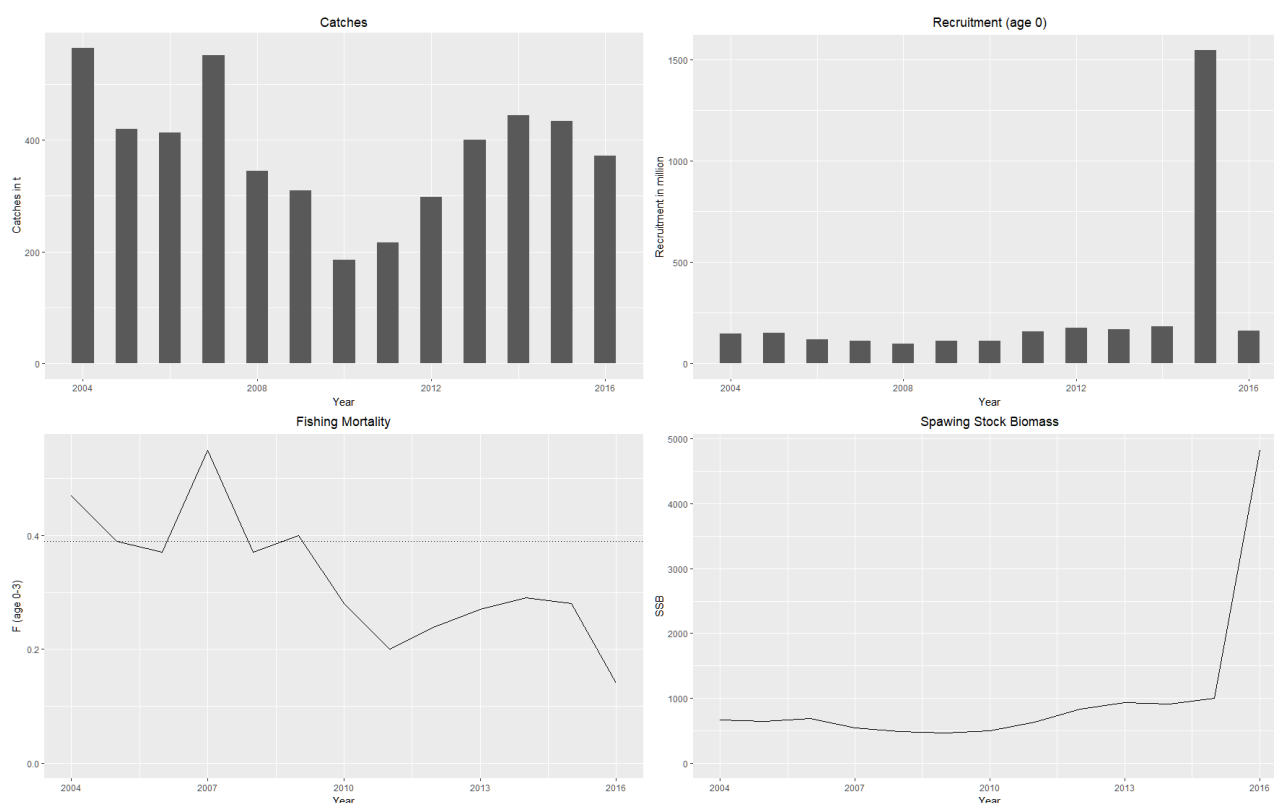 Catches
Catches in t
400
200
0
2004
2008
2012
2016
Year
Recruitment (age 0)
Recruitment in million
1500
1000
500
0
2004
2008
2012
2016
Year
Fishing Mortality
F (age 0-3)
0.4
0.2
0.0
2004
2007
2010
2013
2016
Year
Spawing Stock Biomass
SSB
5000
4000
3000
2000
1000
0
2004
2007
2010
2013
2016
Year